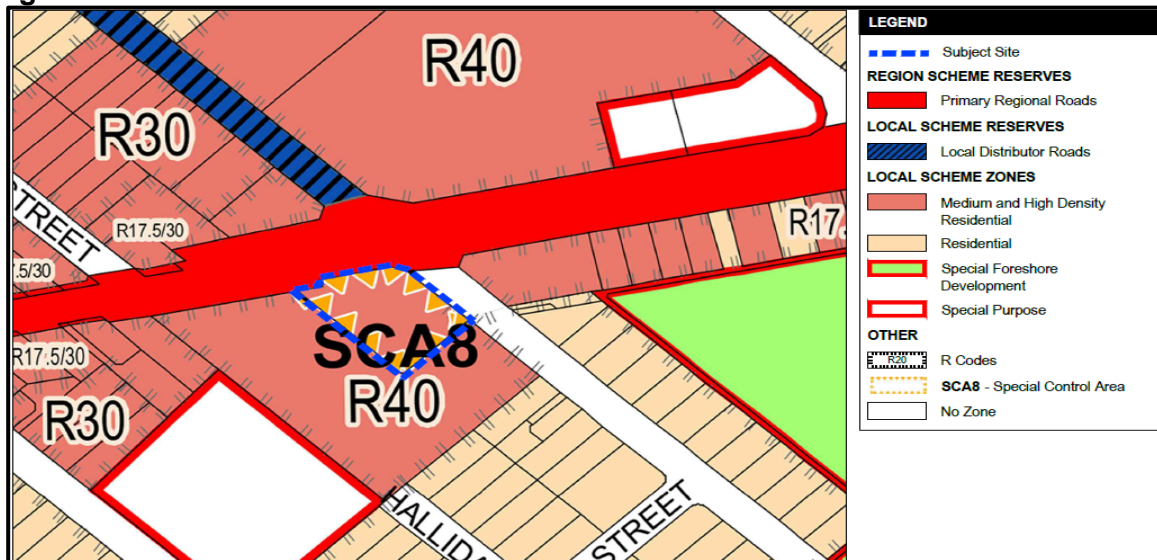 R40
R30
STREET
R17.5/30
R17.
.5/30
SCA8
R17.5/30
R40
R30
HALLIDA
STREET
LEGEND
Subject Site
REGION SCHEME RESERVES
Primary Regional Roads
LOCAL SCHEME RESERVES
Local Distributor Roads
LOCAL SCHEME ZONES
Medium and High Density
Residential
Residential
Special Foreshore
Development
Special Purpose
OTHER
R20 R Codes
SCA8 - Special Control Area
No Zone